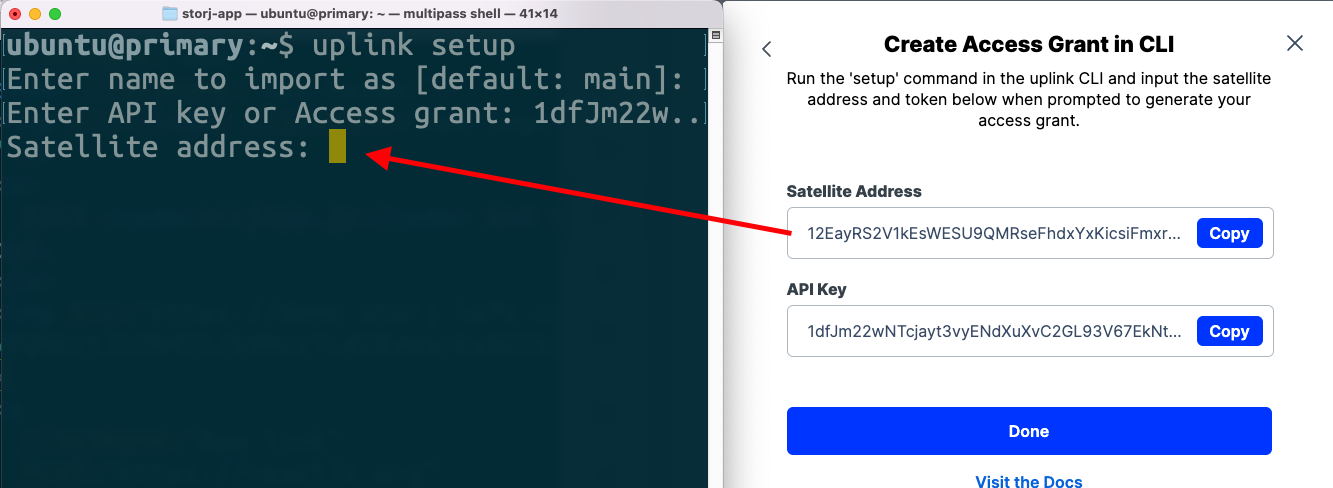 storj-app — ubuntu@primary: ~ — multipass shell — 41×14
ubuntu@primary:~$ uplink setup
Enter name to import as [default: main]:
Enter API key or Access grant: 1dfJm22w..
Satellite address:
Create Access Grant in CLI
Run the 'setup' command in the uplink CLI and input the satellite
address and token below when prompted to generate your
access grant.
Satellite Address
12EayRS2V1kEsWESU9QMRseFhdxYxKicsiFmxr...
Copy
API Key
1dfJm22wNTcjayt3vyENdXuXvC2GL93V67EkNt...
Copy
Done
Visit the Docs